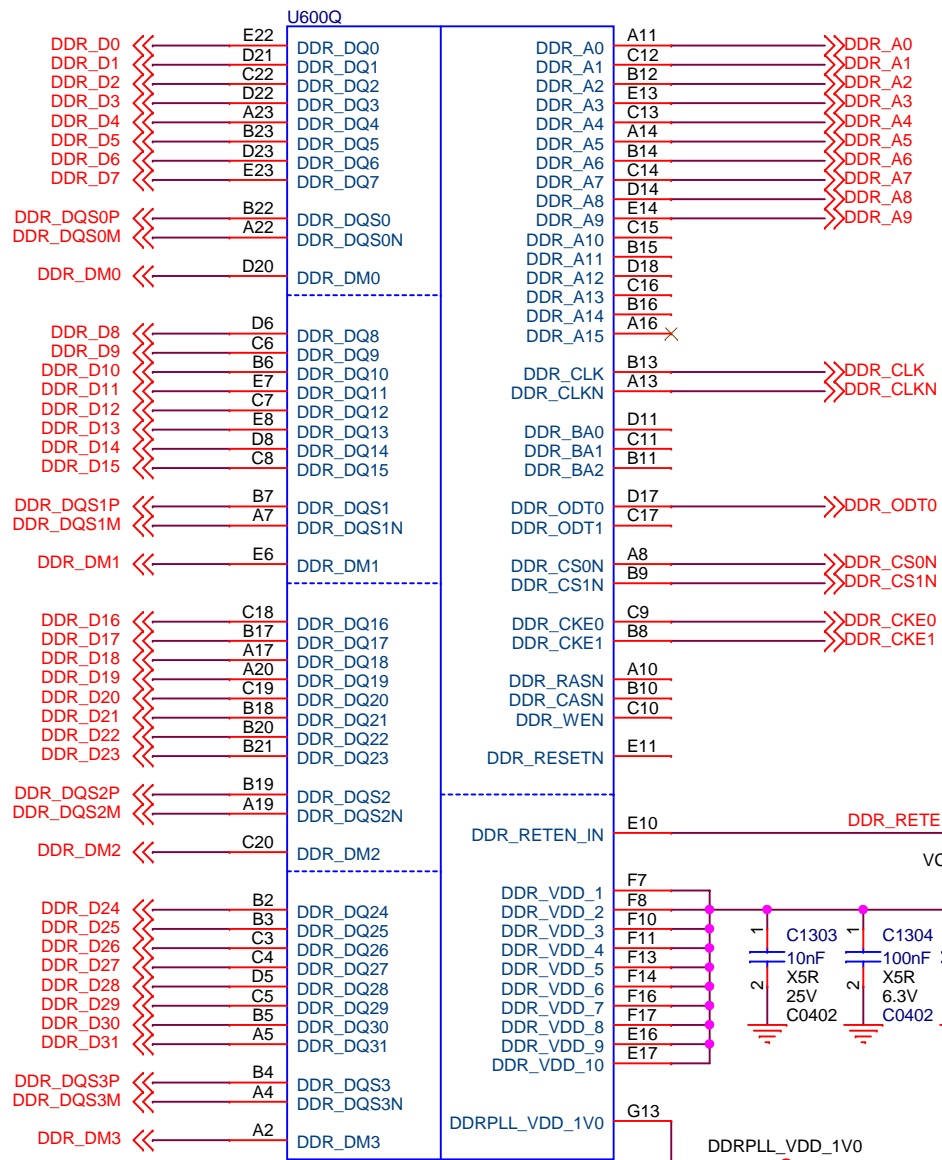 U600Q
DDR_D0 E22 DDR_DQ0
DDR_D1 D21 DDR_DQ1
DDR_D2 C22 DDR_DQ2
DDR_D3 D22 DDR_DQ3
DDR_D4 A23 DDR_DQ4
DDR_D5 B23 DDR_DQ5
DDR_D6 D23 DDR_DQ6
DDR_D7 E23 DDR_DQ7
DDR_DQS0P B22 DDR_DQS0
DDR_DQS0M A22 DDR_DQS0N
DDR_DM0 D20 DDR_DM0
DDR_D8 D6 DDR_DQ8
DDR_D9 C6 DDR_DQ9
DDR_D10 B6 DDR_DQ10
DDR_D11 E7 DDR_DQ11
DDR_D12 C7 DDR_DQ12
DDR_D13 E8 DDR_DQ13
DDR_D14 D8 DDR_DQ14
DDR_D15 C8 DDR_DQ15
DDR_DQS1P B7 DDR_DQS1
DDR_DQS1M A7 DDR_DQS1N
DDR_DM1 E6 DDR_DM1
DDR_D16 C18 DDR_DQ16
DDR_D17 B17 DDR_DQ17
DDR_D18 A17 DDR_DQ18
DDR_D19 A20 DDR_DQ19
DDR_D20 C19 DDR_DQ20
DDR_D21 B18 DDR_DQ21
DDR_D22 B20 DDR_DQ22
DDR_D23 B21 DDR_DQ23
DDR_DQS2P B19 DDR_DQS2
DDR_DQS2M A19 DDR_DQS2N
DDR_DM2 C20 DDR_DM2
DDR_D24 B2 DDR_DQ24
DDR_D25 B3 DDR_DQ25
DDR_D26 C3 DDR_DQ26
DDR_D27 C4 DDR_DQ27
DDR_D28 D5 DDR_DQ28
DDR_D29 C5 DDR_DQ29
DDR_D30 B5 DDR_DQ30
DDR_D31 A5 DDR_DQ31
DDR_DQS3P B4 DDR_DQS3
DDR_DQS3M A4 DDR_DQS3N
DDR_DM3 A2 DDR_DM3
DDR_A0 A11 DDR_A0
DDR_A1 C12 DDR_A1
DDR_A2 B12 DDR_A2
DDR_A3 E13 DDR_A3
DDR_A4 C13 DDR_A4
DDR_A5 A14 DDR_A5
DDR_A6 B14 DDR_A6
DDR_A7 C14 DDR_A7
DDR_A8 D14 DDR_A8
DDR_A9 E14 DDR_A9
DDR_A10 C15
DDR_A11 B15
DDR_A12 D18
DDR_A13 C16
DDR_A14 B16
DDR_A15 A16
DDR_CLK B13 DDR_CLK
DDR_CLKN A13 DDR_CLKN
DDR_BA0 D11
DDR_BA1 C11
DDR_BA2 B11
DDR_ODT0 D17 DDR_ODT0
DDR_ODT1 C17
DDR_CS0N A8 DDR_CS0N
DDR_CS1N B9 DDR_CS1N
DDR_CKE0 C9 DDR_CKE0
DDR_CKE1 B8 DDR_CKE1
DDR_RASN A10
DDR_CASN B10
DDR_WEN C10
DDR_RESETN E11
DDR_RETEN_IN E10 DDR_RETE
VC
DDR_VDD_1 F7
DDR_VDD_2 F8
DDR_VDD_3 F10
DDR_VDD_4 F11
DDR_VDD_5 F13
DDR_VDD_6 F14
DDR_VDD_7 F16
DDR_VDD_8 F17
DDR_VDD_9 E16
DDR_VDD_10 E17
1 2
C1303
10nF
X5R
25V
C0402
1 2
C1304
100nF
X5R
6.3V
C0402
DDRPLL_VDD_1V0 G13
DDRPLL_VDD_1V0